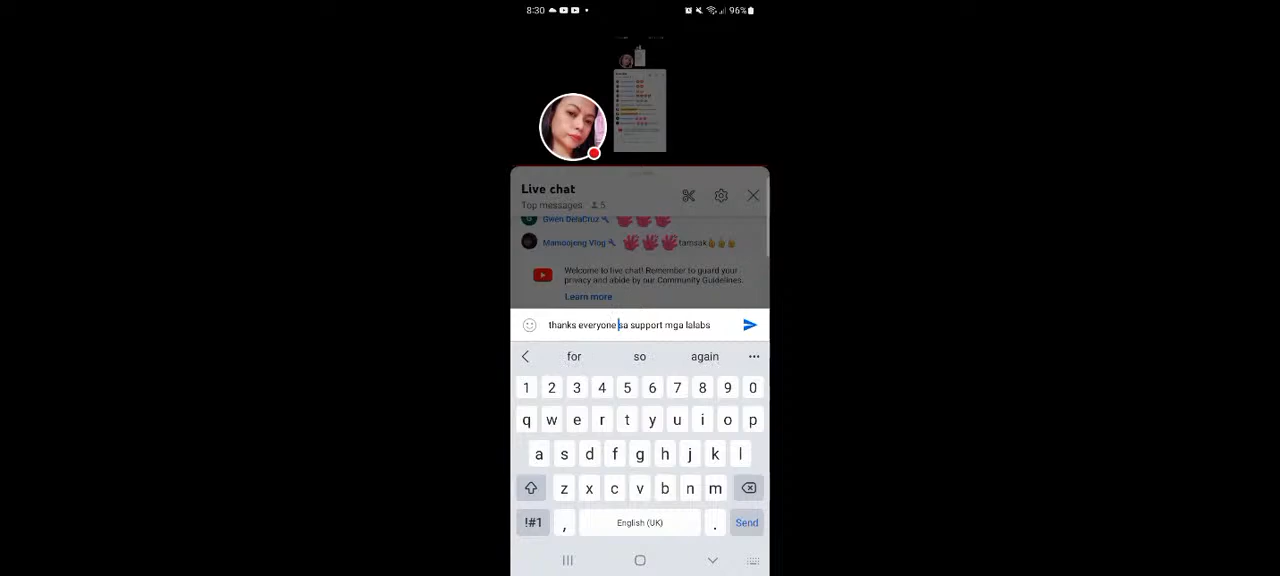 8:30
96%
Live chat
Top messages 5
Gwen DelaCruz
Mamoojeng Vlog tamsak
Welcome to live chat! Remember to guard your
privacy and abide by our Community Guidelines.
Learn more
thanks everyone sa support mga lalabs
for so again
1 2 3 4 5 6 7 8 9 0
q w e r t y u i o p
a s d f g h j k l
z x c v b n m
!#1 , English (UK) . Send